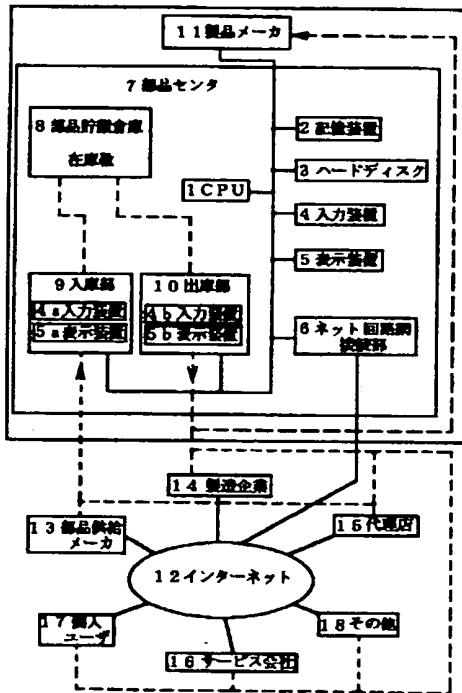 11製品メーカ
7部品センタ
8部品貯蔵倉庫
在庫数
2記憶装置
3ハードディスク
1CPU
4入力装置
5表示装置
9入庫部
4a入力装置
5a表示装置
10出庫部
4b入力装置
5b表示装置
6ネット回路網
接続部
14製造企業
13部品供給
メーカ
15代理店
12インターネット
17個人
ユーザ
18その他
16サービス会社